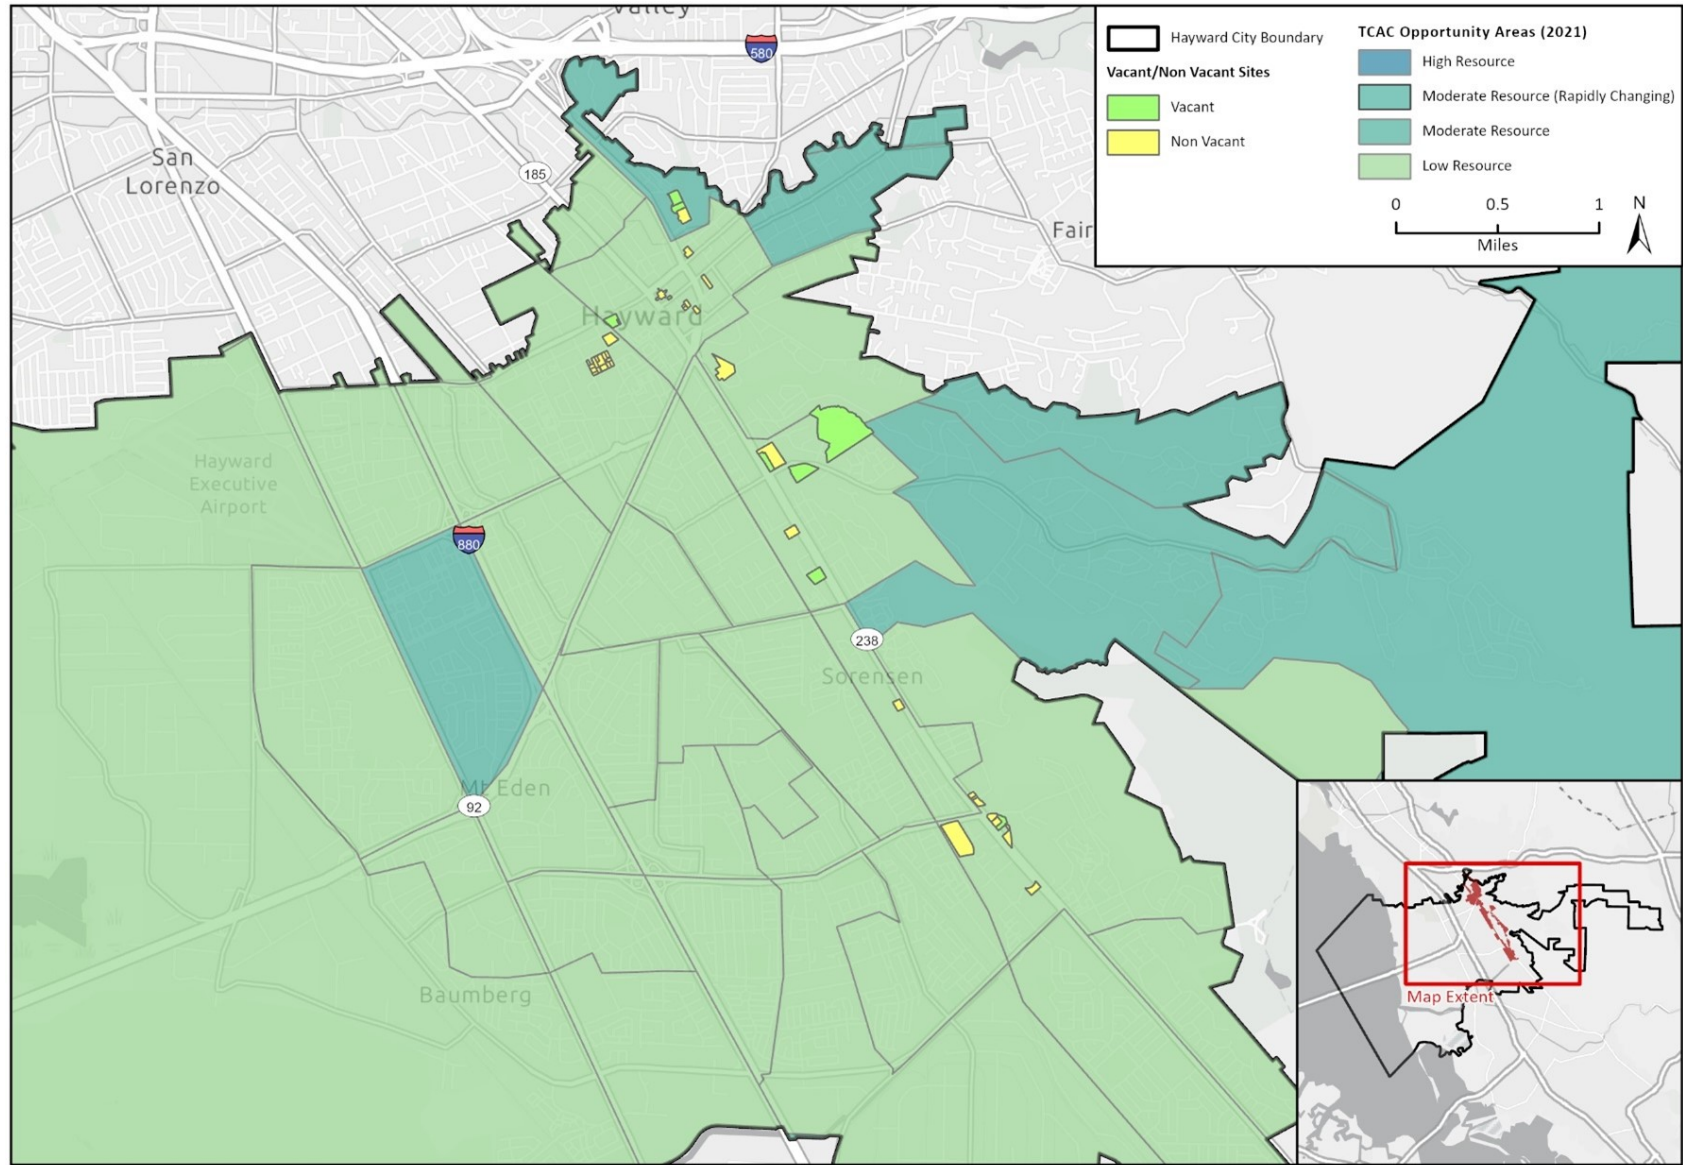 Valley
580
San
Lorenzo
185
Fair
Hayward
Hayward
Executive
Airport
880
238
Sorensen
Mt Eden
92
Baumberg
Hayward City Boundary
Vacant/Non Vacant Sites
Vacant
Non Vacant
TCAC Opportunity Areas (2021)
High Resource
Moderate Resource (Rapidly Changing)
Moderate Resource
Low Resource
0 0.5 1
Miles
N
Map Extent